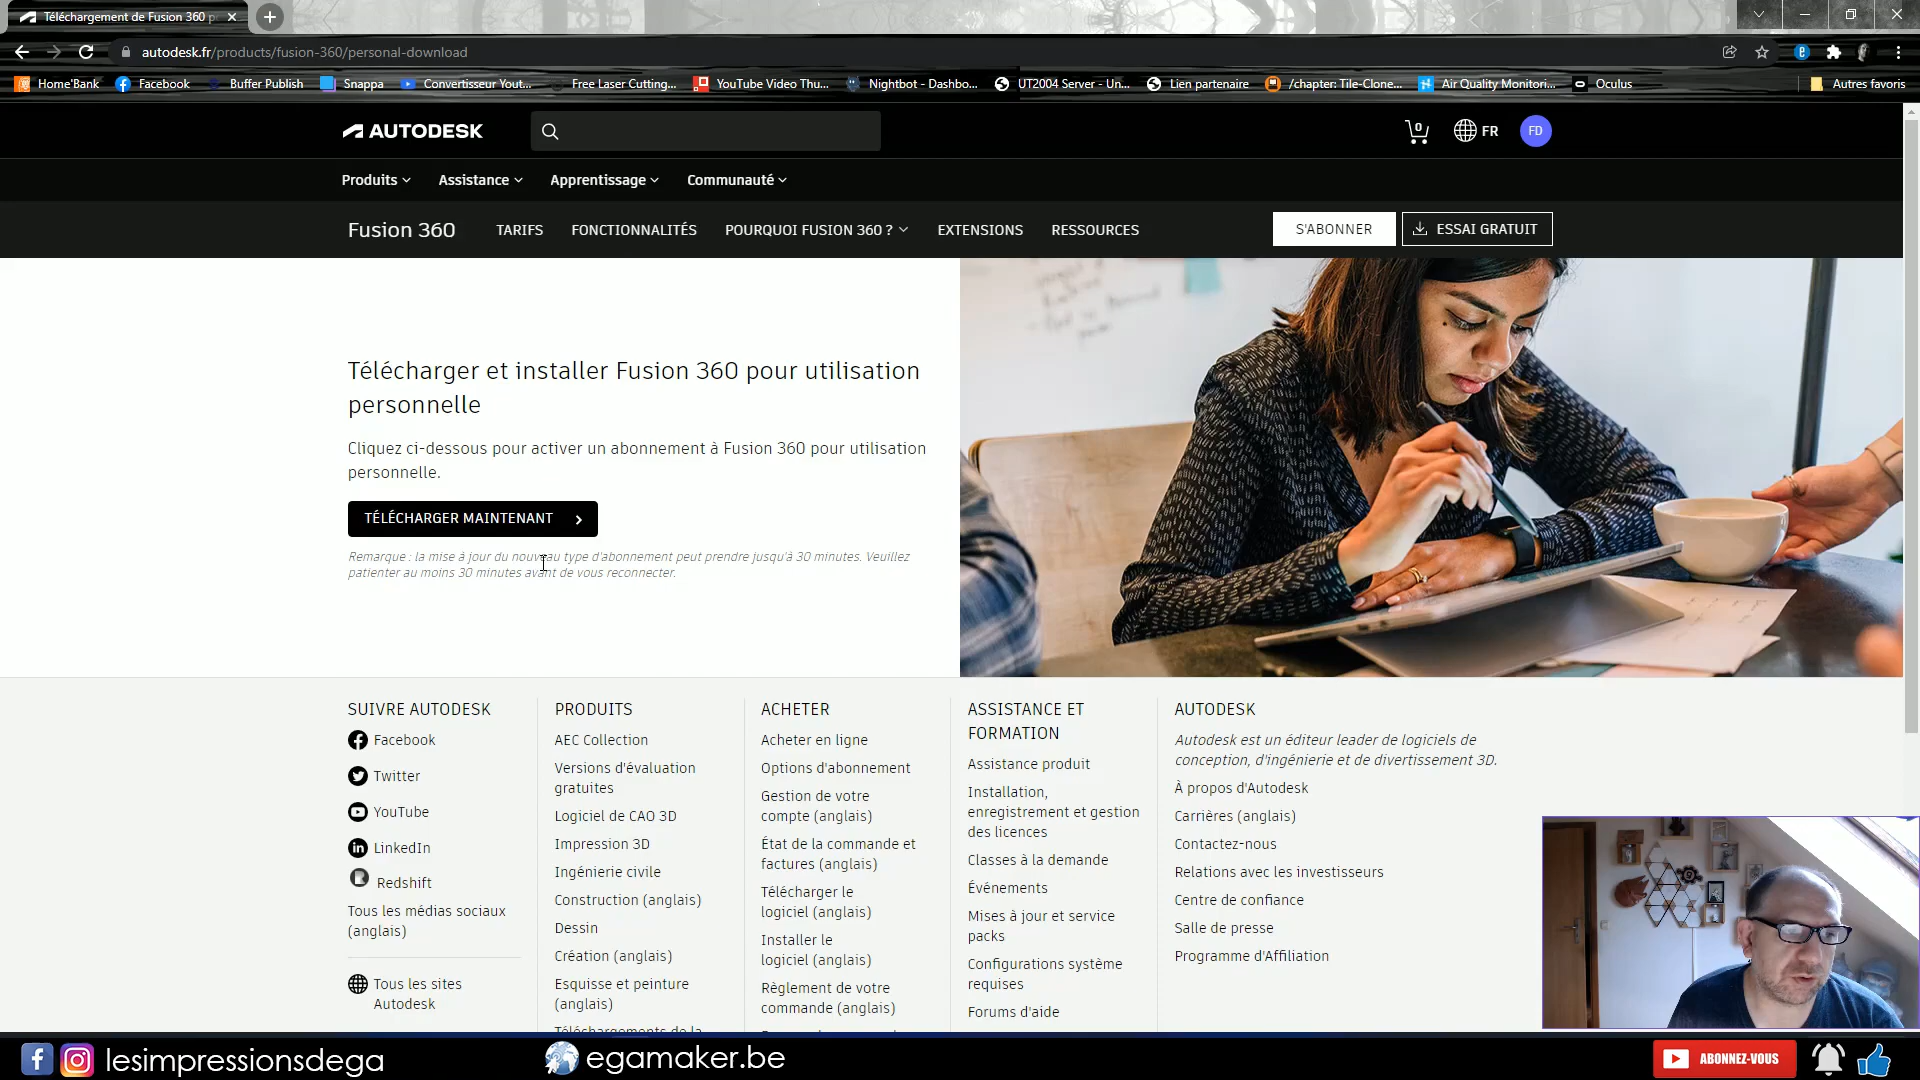 Téléchargement de Fusion 360 p
autodesk.fr/products/fusion-360/personal-download
Home'Bank
Facebook
Buffer Publish
Snappa
Convertisseur Yout...
Free Laser Cutting...
YouTube Video Thu...
Nightbot - Dashbo...
UT2004 Server - Un...
Lien partenaire
/chapter: Tile-Clone...
Air Quality Monitori...
Oculus
Autres favoris
AUTODESK
0
FR
FD
Produits
Assistance
Apprentissage
Communauté
Fusion 360
TARIFS
FONCTIONNALITÉS
POURQUOI FUSION 360 ?
EXTENSIONS
RESSOURCES
S'ABONNER
ESSAI GRATUIT
Télécharger et installer Fusion 360 pour utilisation
personnelle
Cliquez ci-dessous pour activer un abonnement à Fusion 360 pour utilisation
personnelle.
TÉLÉCHARGER MAINTENANT
Remarque : la mise à jour du nouveau type d'abonnement peut prendre jusqu'à 30 minutes. Veuillez
patienter au moins 30 minutes avant de vous reconnecter.
SUIVRE AUTODESK
Facebook
Twitter
YouTube
LinkedIn
Redshift
Tous les médias sociaux
(anglais)
Tous les sites
Autodesk
PRODUITS
AEC Collection
Versions d'évaluation
gratuites
Logiciel de CAO 3D
Impression 3D
Ingénierie civile
Construction (anglais)
Dessin
Création (anglais)
Esquisse et peinture
(anglais)
Téléchargements de la
ACHETER
Acheter en ligne
Options d'abonnement
Gestion de votre
compte (anglais)
État de la commande et
factures (anglais)
Télécharger le
logiciel (anglais)
Installer le
logiciel (anglais)
Règlement de votre
commande (anglais)
ASSISTANCE ET
FORMATION
Assistance produit
Installation,
enregistrement et gestion
des licences
Classes à la demande
Événements
Mises à jour et service
packs
Configurations système
requises
Forums d'aide
AUTODESK
Autodesk est un éditeur leader de logiciels de
conception, d'ingénierie et de divertissement 3D.
À propos d'Autodesk
Carrières (anglais)
Contactez-nous
Relations avec les investisseurs
Centre de confiance
Salle de presse
Programme d'Affiliation
lesimpressionsdega
egamaker.be
ABONNEZ-VOUS